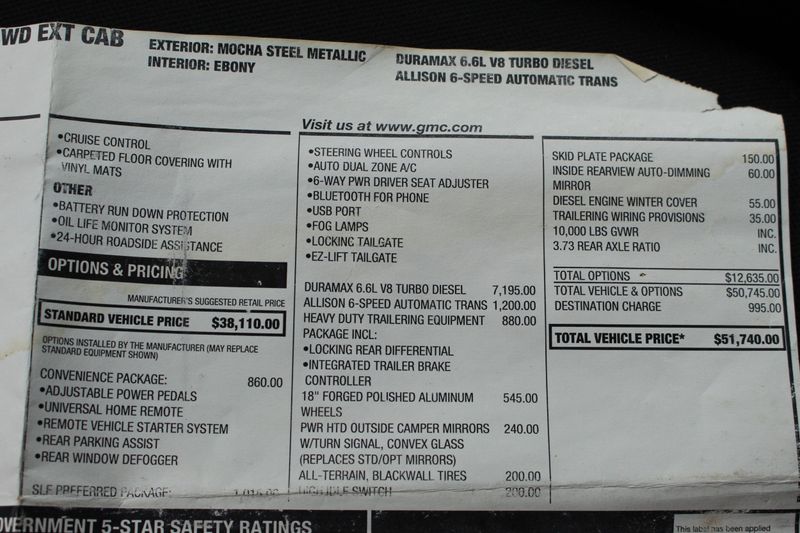 WD EXT CAB
EXTERIOR: MOCHA STEEL METALLIC
INTERIOR: EBONY
DURAMAX 6.6L V8 TURBO DIESEL
ALLISON 6-SPEED AUTOMATIC TRANS
•CRUISE CONTROL
•CARPETED FLOOR COVERING WITH
VINYL MATS
OTHER
•BATTERY RUN DOWN PROTECTION
•OIL LIFE MONITOR SYSTEM
•24-HOUR ROADSIDE ASSISTANCE
OPTIONS & PRICING
MANUFACTURER'S SUGGESTED RETAIL PRICE
STANDARD VEHICLE PRICE $38,110.00
OPTIONS INSTALLED BY THE MANUFACTURER (MAY REPLACE
STANDARD EQUIPMENT SHOWN)
CONVENIENCE PACKAGE: 860.00
•ADJUSTABLE POWER PEDALS
•UNIVERSAL HOME REMOTE
•REMOTE VEHICLE STARTER SYSTEM
•REAR PARKING ASSIST
•REAR WINDOW DEFOGGER
SLE PREFERRED PACKAGE:
Visit us at www.gmc.com
•STEERING WHEEL CONTROLS
•AUTO DUAL ZONE A/C
•6-WAY PWR DRIVER SEAT ADJUSTER
•BLUETOOTH FOR PHONE
•USB PORT
•FOG LAMPS
•LOCKING TAILGATE
•EZ-LIFT TAILGATE
DURAMAX 6.6L V8 TURBO DIESEL 7,195.00
ALLISON 6-SPEED AUTOMATIC TRANS 1,200.00
HEAVY DUTY TRAILERING EQUIPMENT 880.00
PACKAGE INCL:
•LOCKING REAR DIFFERENTIAL
•INTEGRATED TRAILER BRAKE
CONTROLLER
18" FORGED POLISHED ALUMINUM 545.00
WHEELS
PWR HTD OUTSIDE CAMPER MIRRORS 240.00
W/TURN SIGNAL, CONVEX GLASS
(REPLACES STD/OPT MIRRORS)
ALL-TERRAIN, BLACKWALL TIRES 200.00
HIGH IDLE SWITCH 200.00
SKID PLATE PACKAGE 150.00
INSIDE REARVIEW AUTO-DIMMING 60.00
MIRROR
DIESEL ENGINE WINTER COVER 55.00
TRAILERING WIRING PROVISIONS 35.00
10,000 LBS GVWR INC.
3.73 REAR AXLE RATIO INC.
TOTAL OPTIONS $12,635.00
TOTAL VEHICLE & OPTIONS $50,745.00
DESTINATION CHARGE 995.00
TOTAL VEHICLE PRICE* $51,740.00
OVERNMENT 5-STAR SAFETY RATINGS
This label has been applied